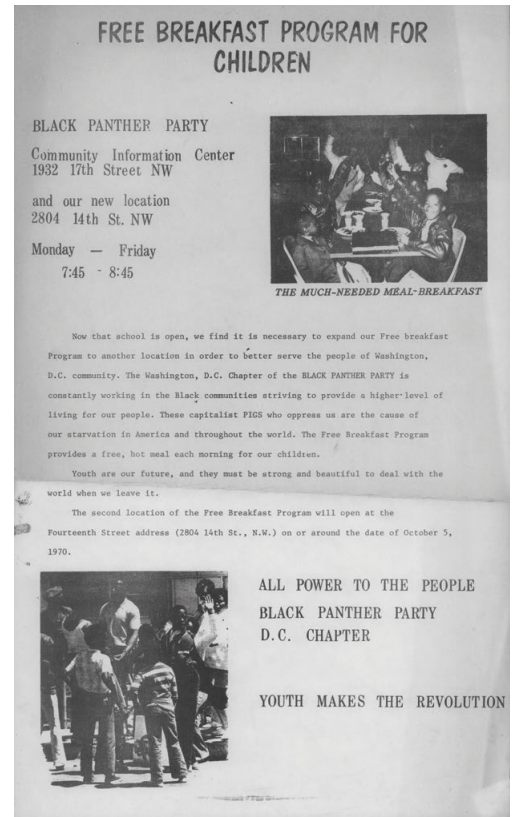 FREE BREAKFAST PROGRAM FOR
CHILDREN
BLACK PANTHER PARTY
Community Information Center
1932 17th Street NW
and our new location
2804 14th St. NW
Monday — Friday
7:45 - 8:45
THE MUCH-NEEDED MEAL-BREAKFAST
Now that school is open, we find it is necessary to expand our Free breakfast
Program to another location in order to better serve the people of Washington,
D.C. community. The Washington, D.C. Chapter of the BLACK PANTHER PARTY is
constantly working in the Black communities striving to provide a higher level of
living for our people. These capitalist PIGS who oppress us are the cause of
our starvation in America and throughout the world. The Free Breakfast Program
provides a free, hot meal each morning for our children.
Youth are our future, and they must be strong and beautiful to deal with the
world when we leave it.
The second location of the Free Breakfast Program will open at the
Fourteenth Street address (2804 14th St., N.W.) on or around the date of October 5,
1970.
ALL POWER TO THE PEOPLE
BLACK PANTHER PARTY
D.C. CHAPTER
YOUTH MAKES THE REVOLUTION